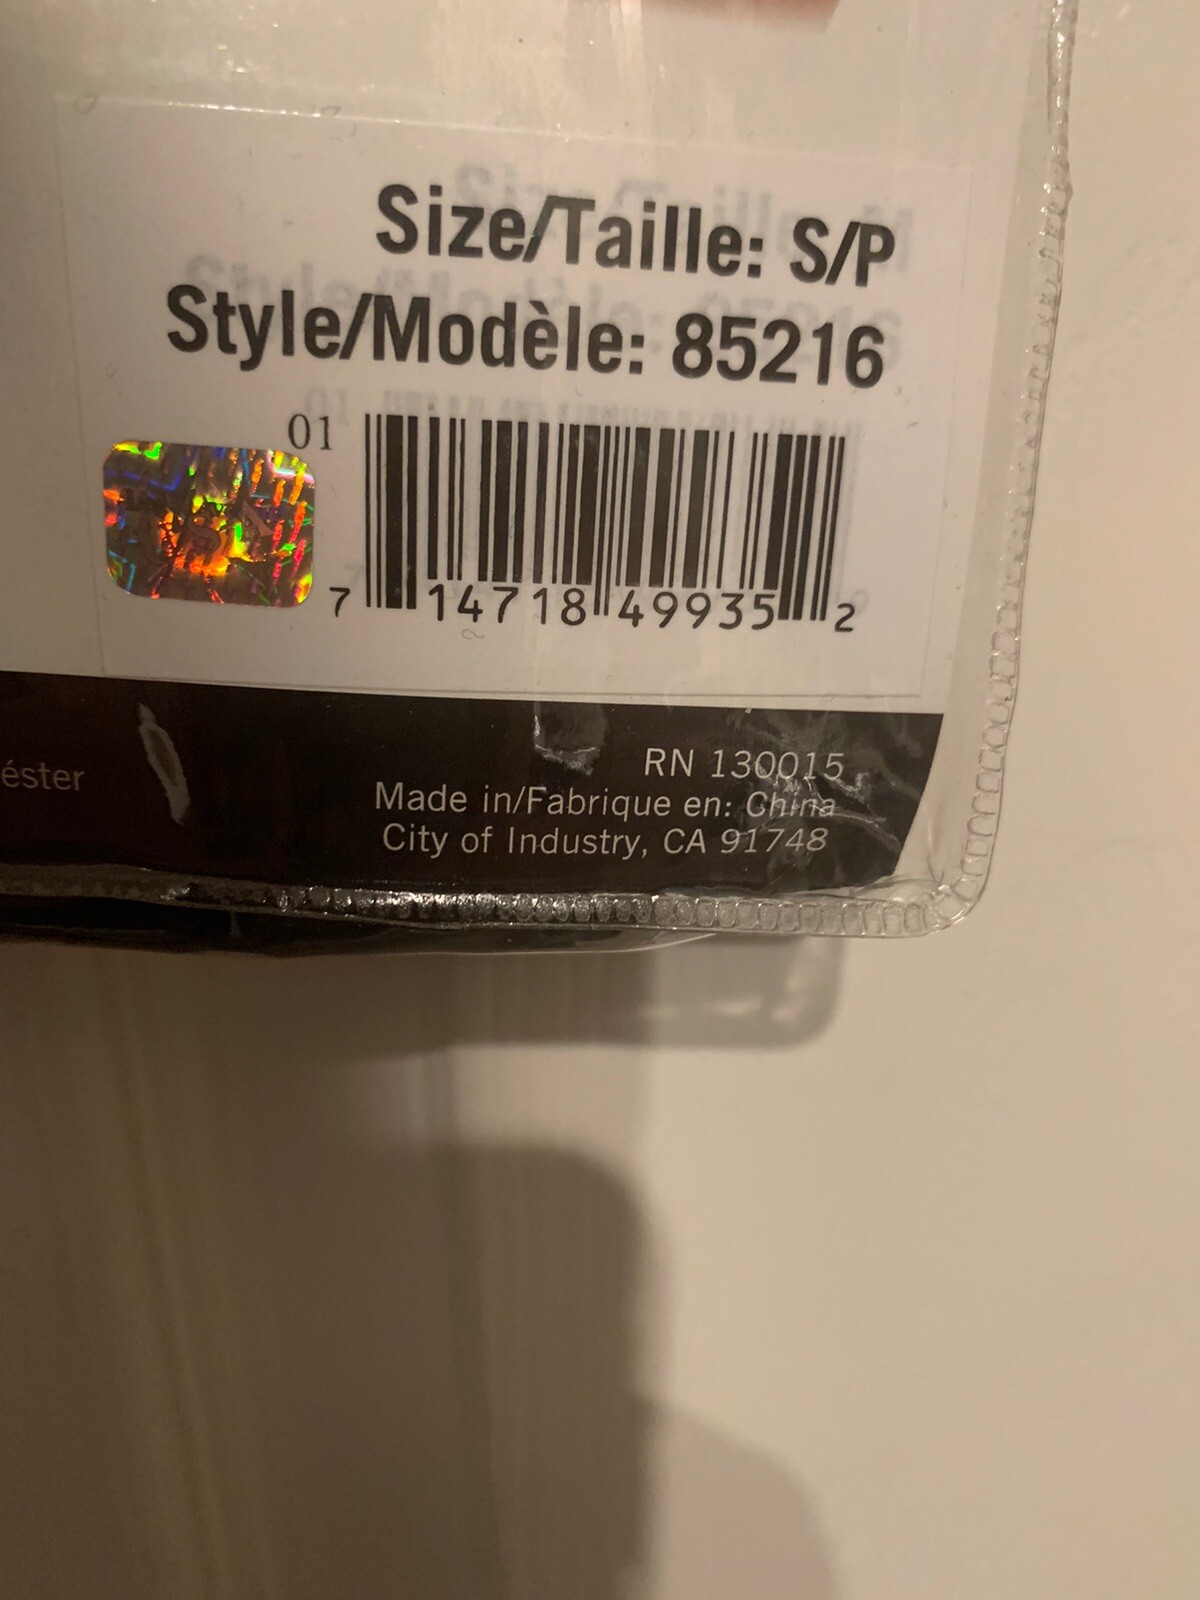 Size/Taille: S/P
Style/Modèle: 85216
01
7 14718 49935 2
éster
RN 130015
Made in/Fabrique en: China
City of Industry, CA 91748